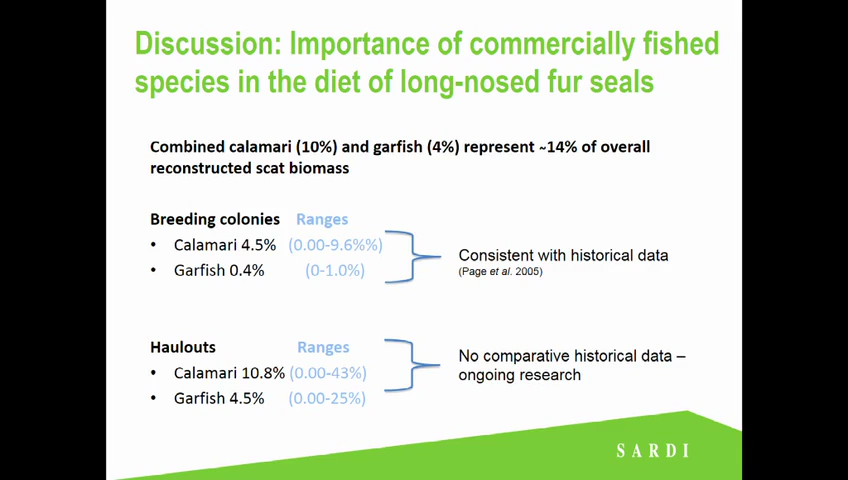 Discussion: Importance of commercially fished
species in the diet of long-nosed fur seals
Combined calamari (10%) and garfish (4%) represent ~14% of overall
reconstructed scat biomass
Breeding colonies Ranges
• Calamari 4.5% (0.00-9.6%%)
• Garfish 0.4% (0-1.0%)
Consistent with historical data
(Page et al. 2005)
Haulouts Ranges
• Calamari 10.8% (0.00-43%)
• Garfish 4.5% (0.00-25%)
No comparative historical data –
ongoing research
SARDI